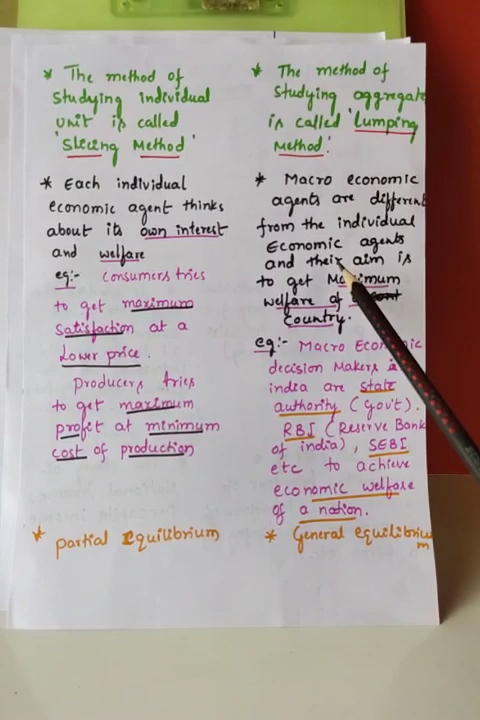 * The method of
studying individual
unit is called
'Slicing Method'
* Each individual
economic agent thinks
about its own interest
and welfare
eg:- consumers tries
to get maximum
satisfaction at a
Lower price.
producers tries
to get maximum
profit at minimum
cost of production
* partial equilibrium
* The method of
studying aggregate
is called 'Lumping
Method'.
* Macro economic
agents are different
from the individual
Economic agents
and their aim is
to get Maximum
welfare of
Country.
eg:- Macro Economic
decision Makers
india are state
authority (Gov't).
RBI (Reserve Bank
of india), SEBI
etc to achieve
economic welfare
of a nation.
* General equilibrium